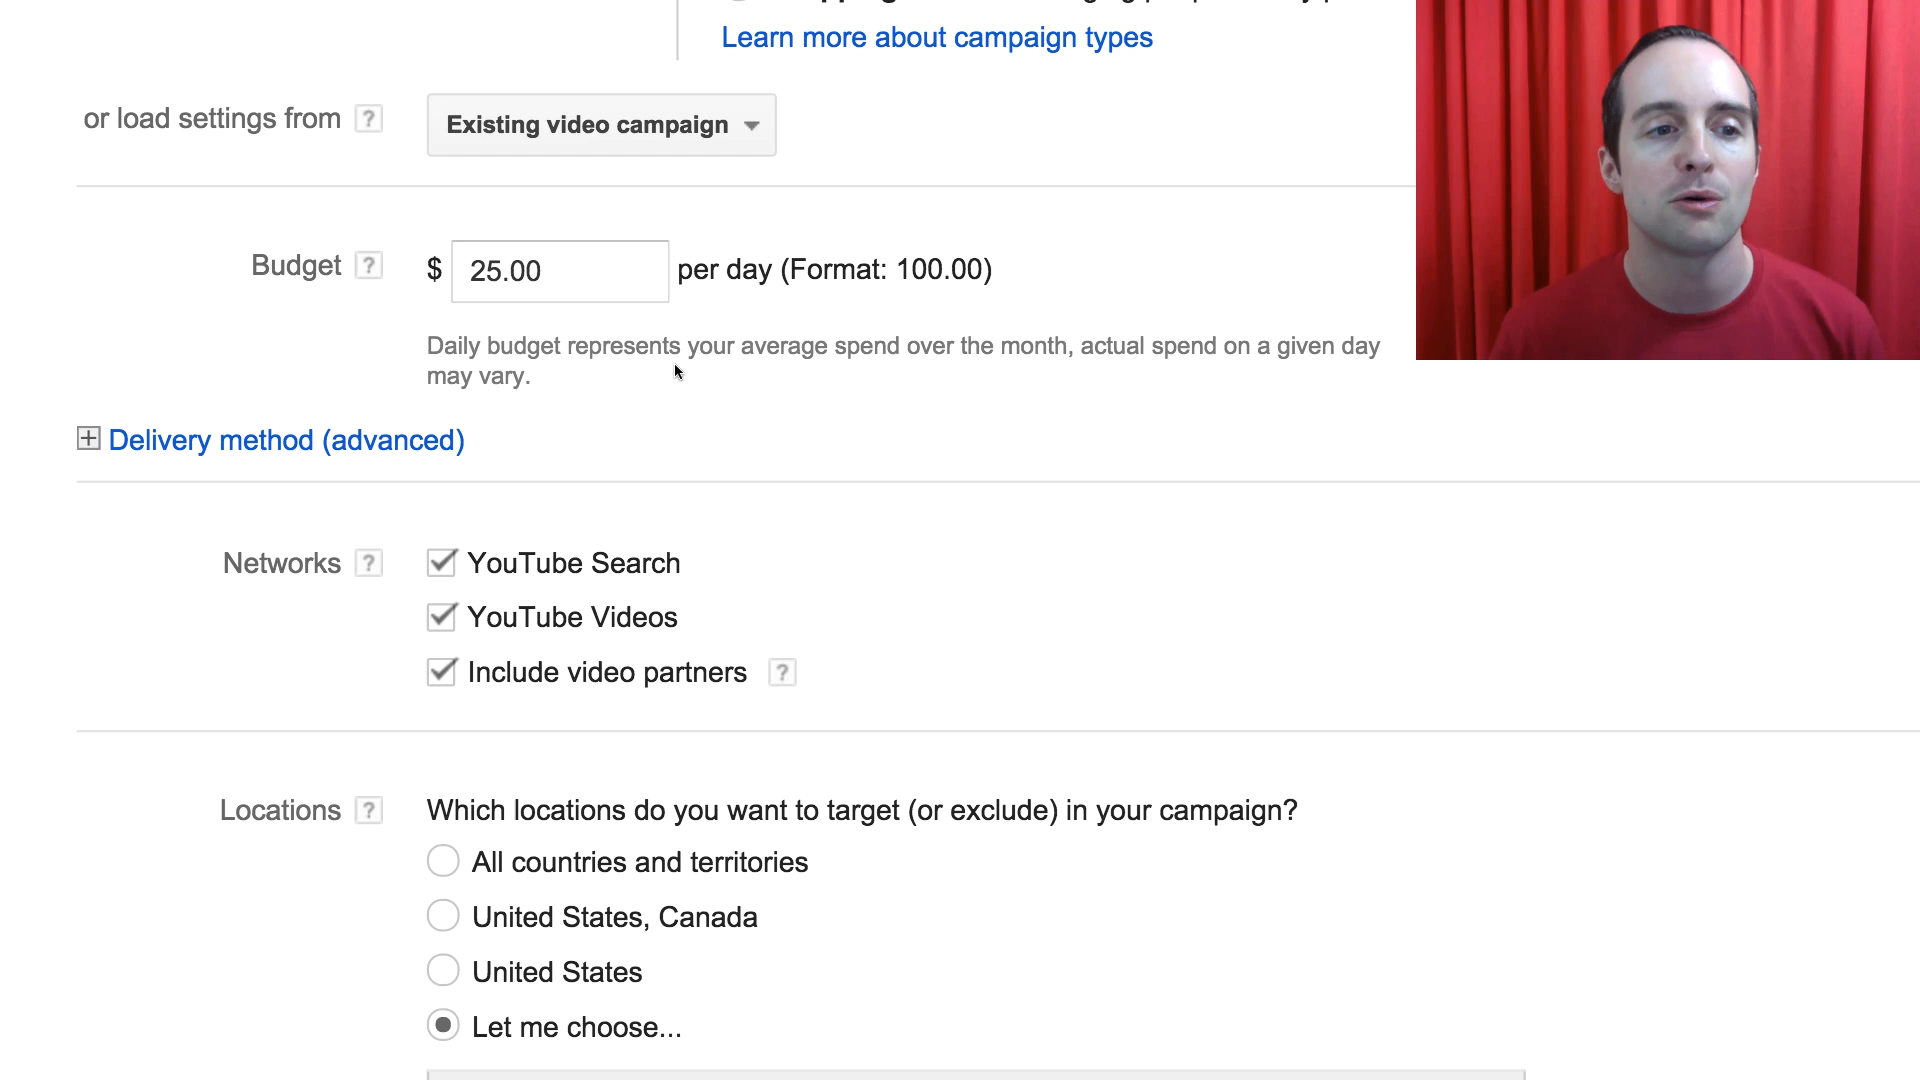 Learn more about campaign types
or load settings from ?
Existing video campaign
Budget ? $ 25.00 per day (Format: 100.00)
Daily budget represents your average spend over the month, actual spend on a given day
may vary.
Delivery method (advanced)
Networks ? YouTube Search
YouTube Videos
Include video partners ?
Locations ? Which locations do you want to target (or exclude) in your campaign?
All countries and territories
United States, Canada
United States
Let me choose...